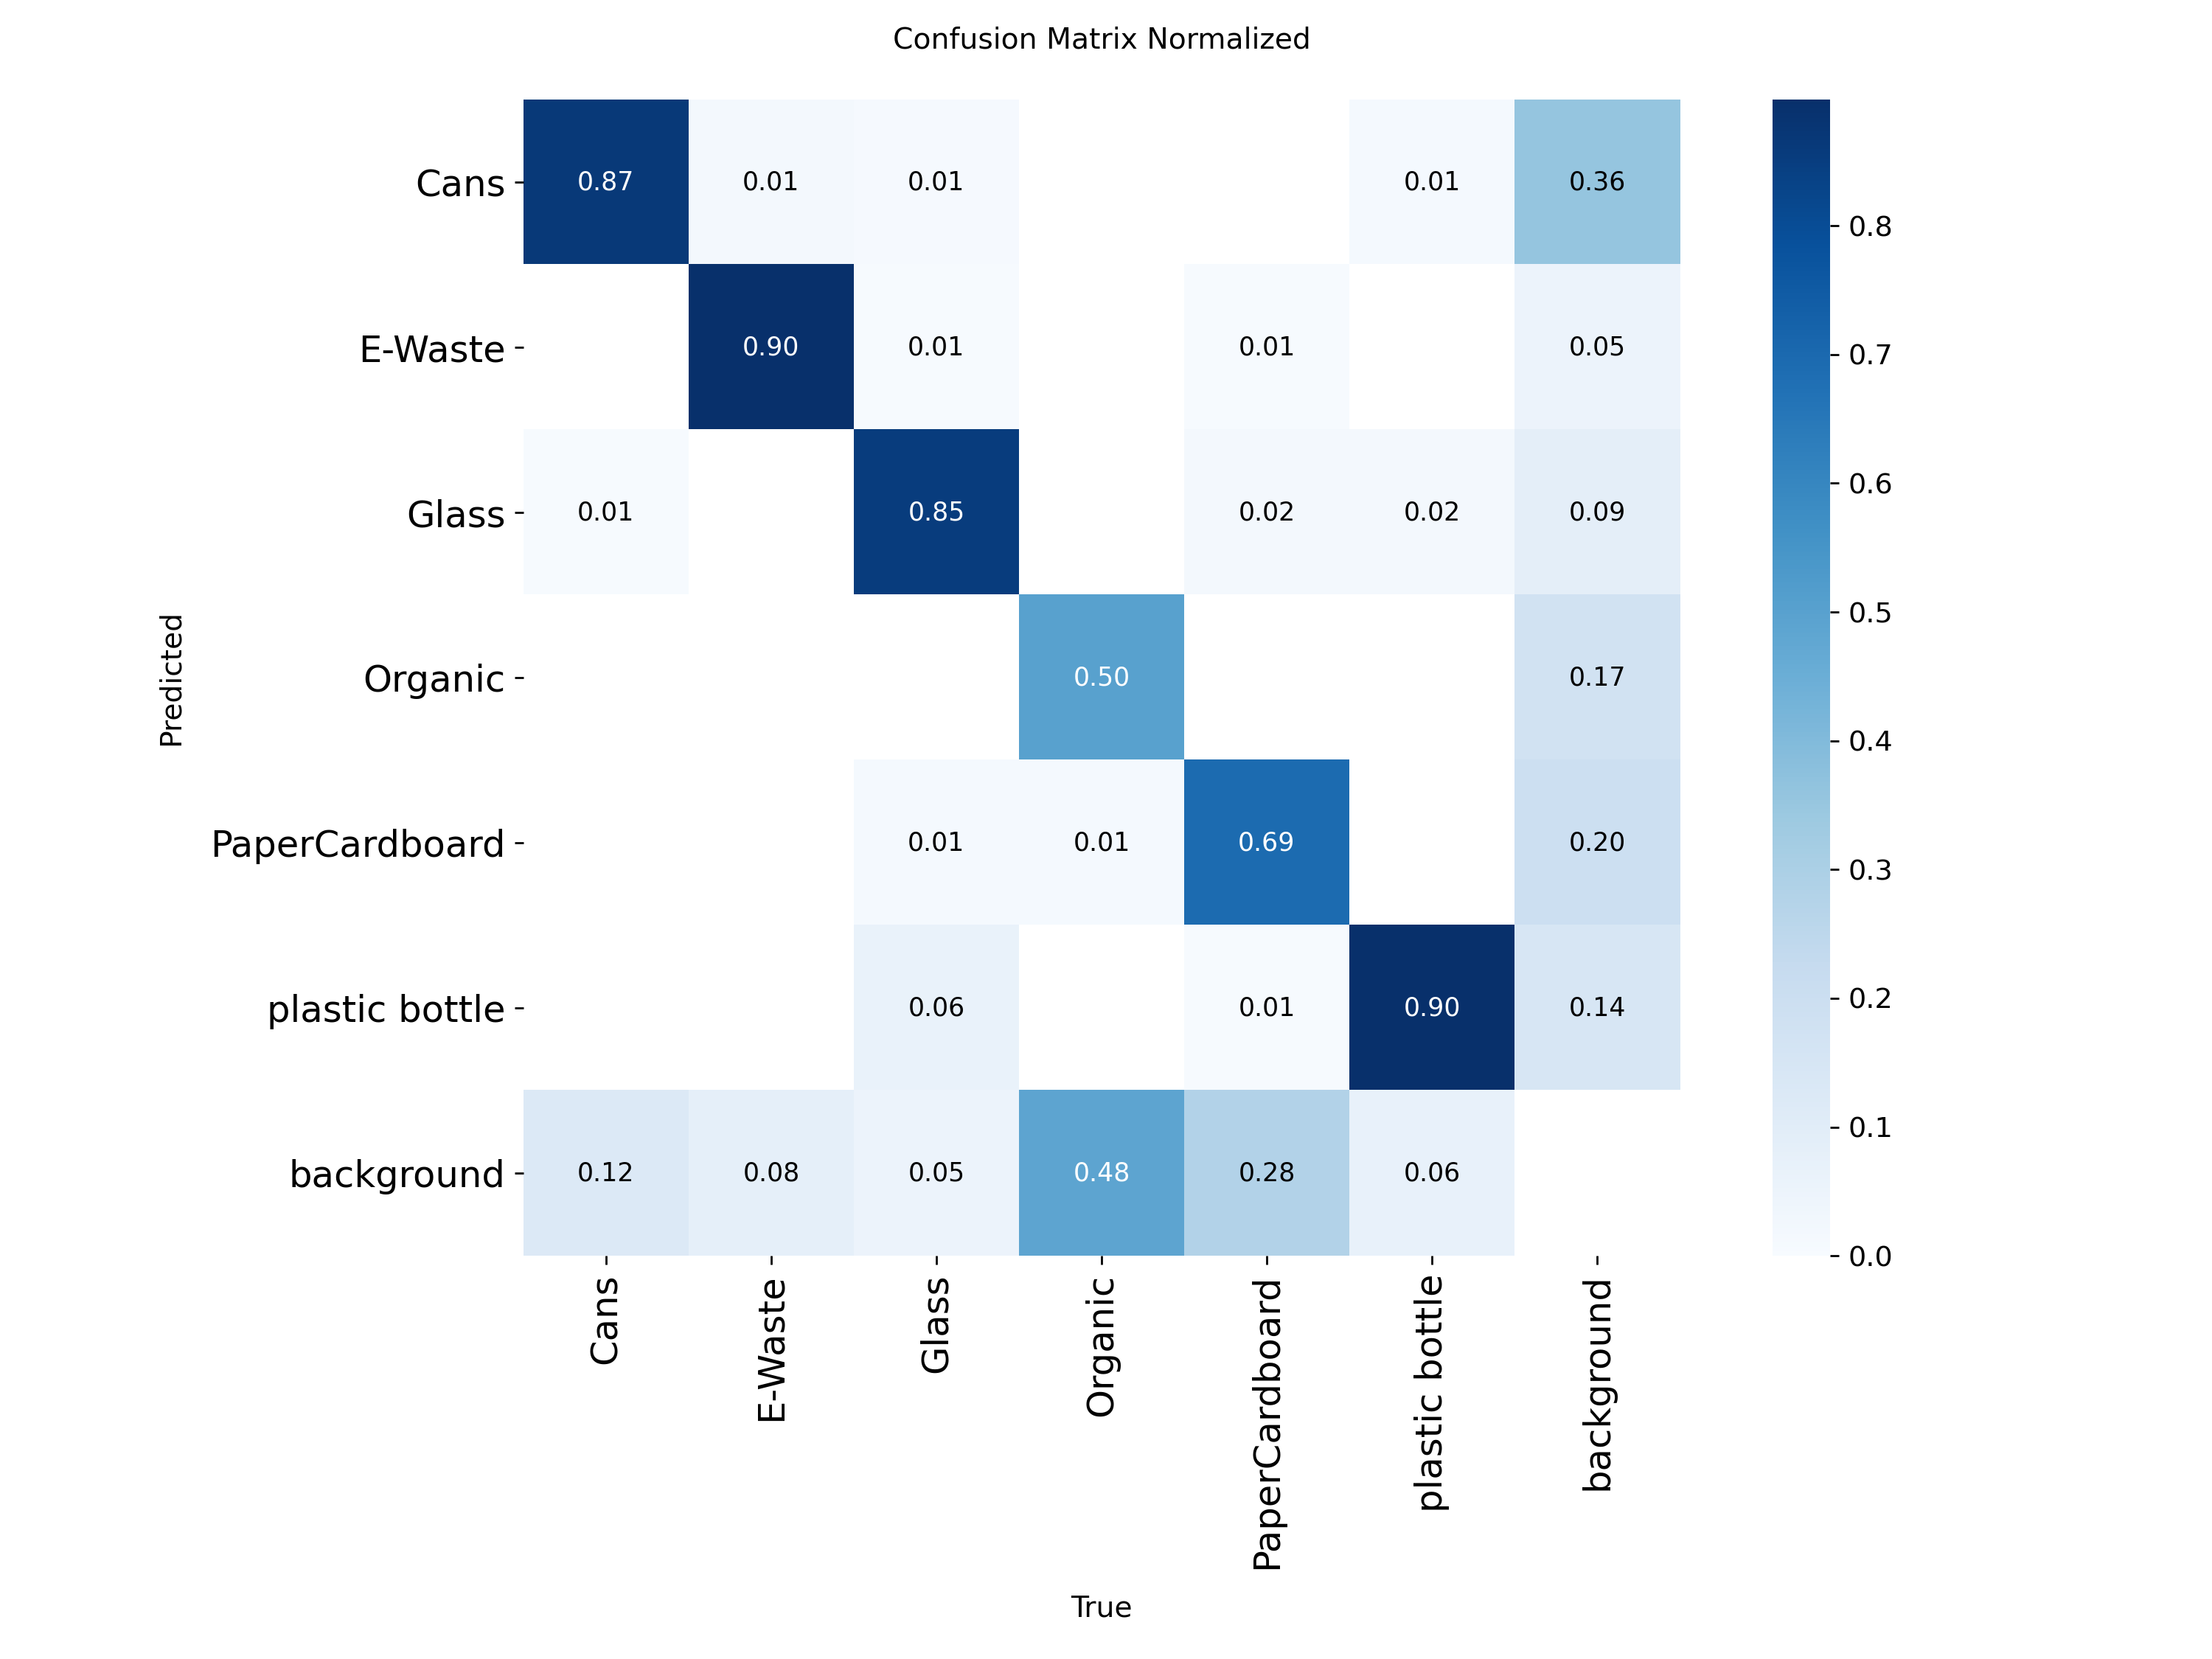 Confusion Matrix Normalized
Cans 0.87 0.01 0.01 0.01 0.36
E-Waste 0.90 0.01 0.01 0.05
Glass 0.01 0.85 0.02 0.02 0.09
Organic 0.50 0.17
PaperCardboard 0.01 0.01 0.69 0.20
plastic bottle 0.06 0.01 0.90 0.14
background 0.12 0.08 0.05 0.48 0.28 0.06
Predicted
Cans E-Waste Glass Organic PaperCardboard plastic bottle background
True
0.8
0.7
0.6
0.5
0.4
0.3
0.2
0.1
0.0